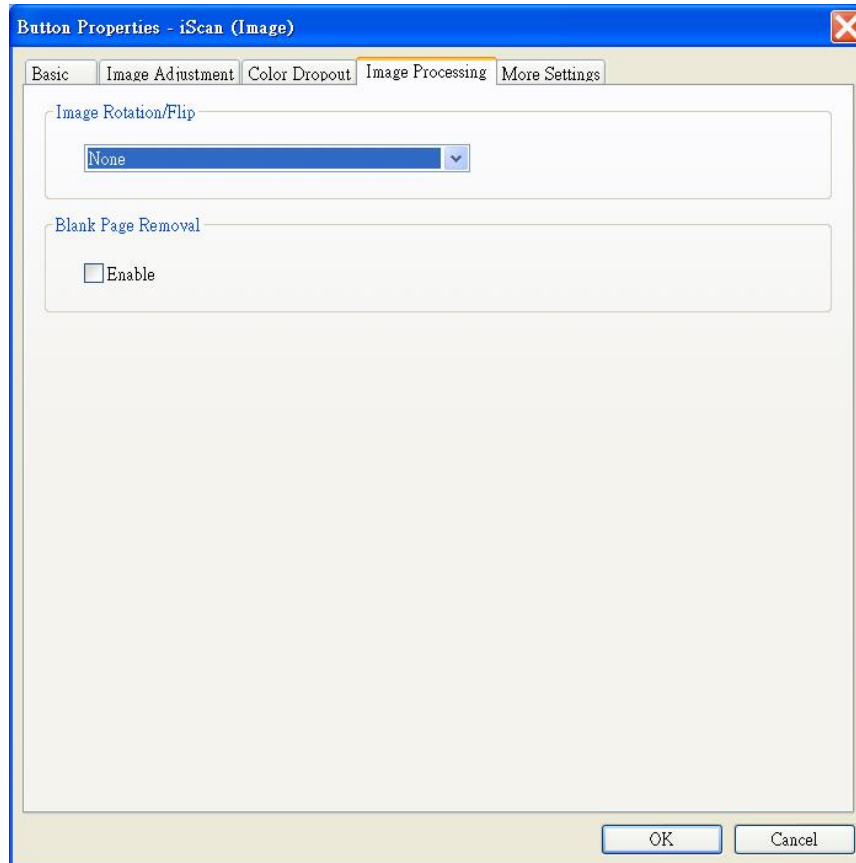 Button Properties - iScan (Image)
Basic Image Adjustment Color Dropout Image Processing More Settings
Image Rotation/Flip
None
Blank Page Removal
Enable
OK Cancel